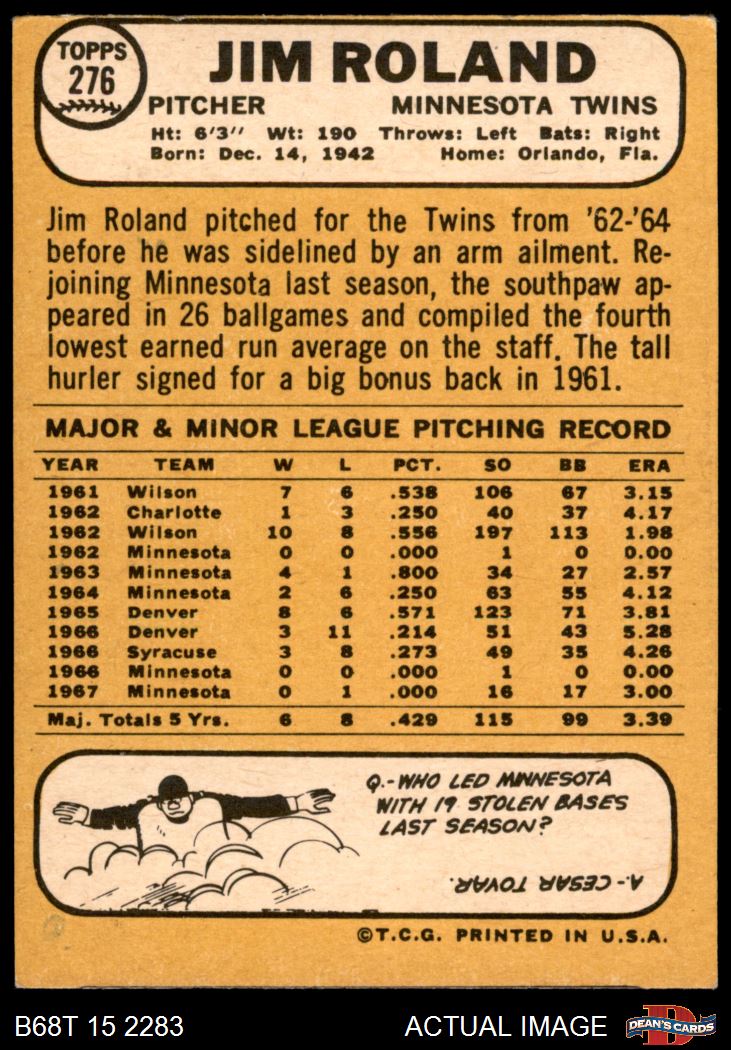 TOPPS
276
JIM ROLAND
PITCHER MINNESOTA TWINS
Ht: 6'3" Wt: 190 Throws: Left Bats: Right
Born: Dec. 14, 1942 Home: Orlando, Fla.
Jim Roland pitched for the Twins from '62-'64
before he was sidelined by an arm ailment. Re-
joining Minnesota last season, the southpaw ap-
peared in 26 ballgames and compiled the fourth
lowest earned run average on the staff. The tall
hurler signed for a big bonus back in 1961.
MAJOR & MINOR LEAGUE PITCHING RECORD
YEAR TEAM W L PCT. SO BB ERA
1961 Wilson 7 6 .538 106 67 3.15
1962 Charlotte 1 3 .250 40 37 4.17
1962 Wilson 10 8 .556 197 113 1.98
1962 Minnesota 0 0 .000 1 0 0.00
1963 Minnesota 4 1 .800 34 27 2.57
1964 Minnesota 2 6 .250 63 55 4.12
1965 Denver 8 6 .571 123 71 3.81
1966 Denver 3 11 .214 51 43 5.28
1966 Syracuse 3 8 .273 49 35 4.26
1966 Minnesota 0 0 .000 1 0 0.00
1967 Minnesota 0 1 .000 16 17 3.00
Maj. Totals 5 Yrs. 6 8 .429 115 99 3.39
Q.-WHO LED MINNESOTA
WITH 19 STOLEN BASES
LAST SEASON?
A.-CESAR TOVAR.
©T.C.G. PRINTED IN U.S.A.
B68T 15 2283 ACTUAL IMAGE DEAN'S CARDS